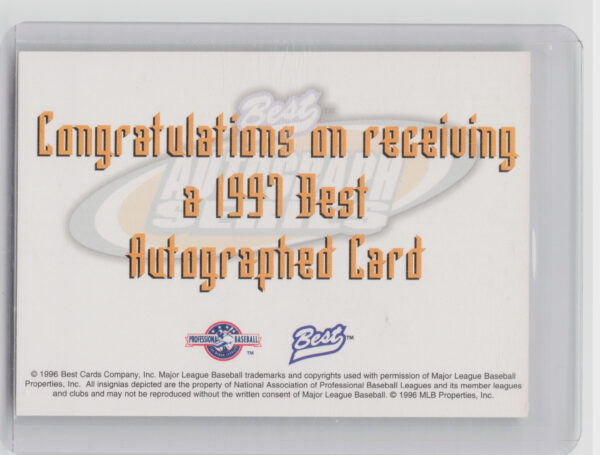 Best
AUTOGRAPH
SERIES
Congratulations on receiving
a 1997 Best
Autographed Card
PROFESSIONAL BASEBALL
TM
Best TM
© 1996 Best Cards Company, Inc. Major League Baseball trademarks and copyrights used with permission of Major League Baseball
Properties, Inc. All insignias depicted are the property of National Association of Professional Baseball Leagues and its member leagues
and clubs and may not be reproduced without the written consent of Major League Baseball. © 1996 MLB Properties, Inc.